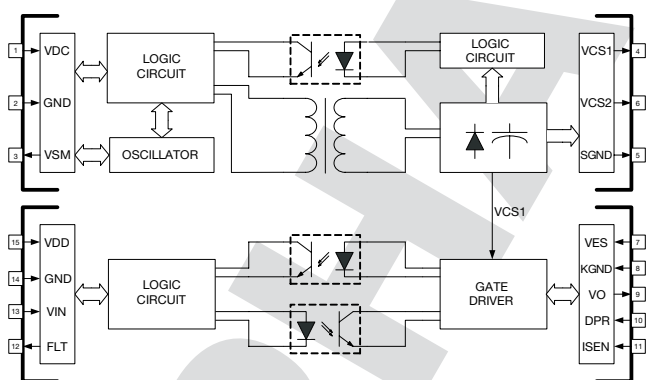 1
VDC
2
GND
3
VSM
LOGIC
CIRCUIT
OSCILLATOR
LOGIC
CIRCUIT
VCS1
4
VCS2
6
SGND
5
VCS1
15
VDD
14
GND
13
VIN
12
FLT
LOGIC
CIRCUIT
GATE
DRIVER
VES
7
KGND
8
VO
9
DPR
10
ISEN
11